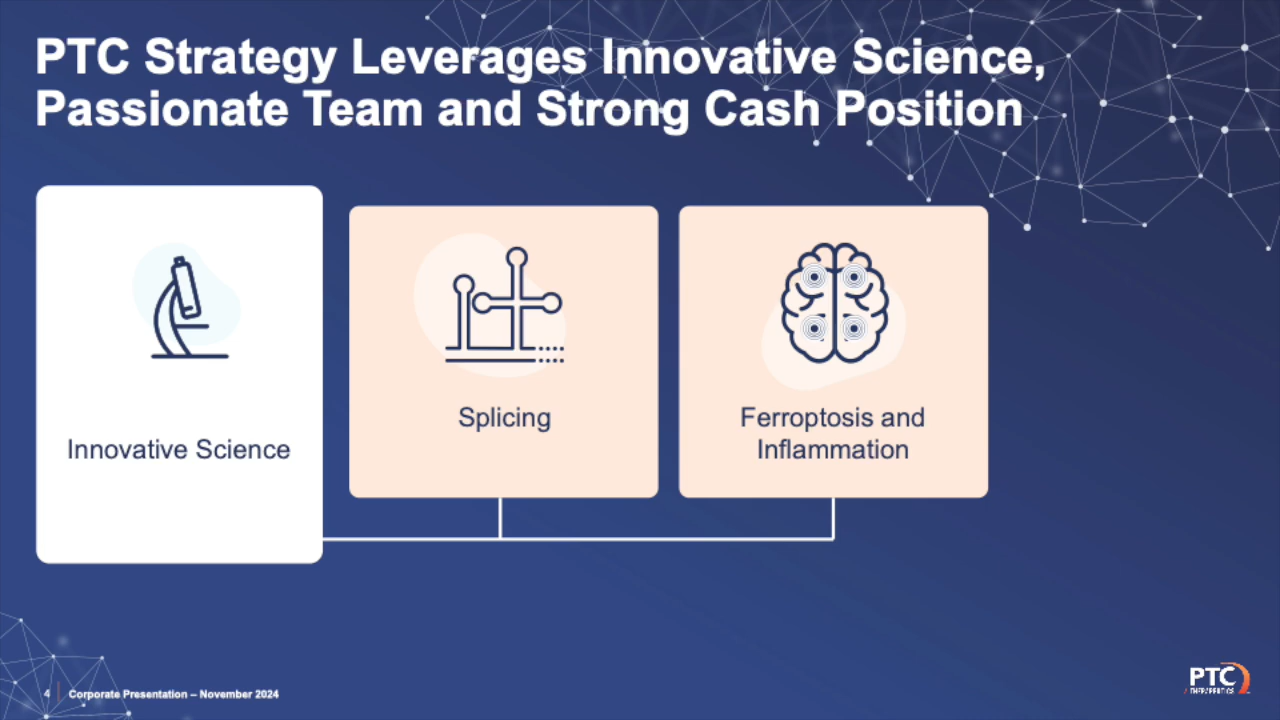 PTC Strategy Leverages Innovative Science,
Passionate Team and Strong Cash Position
Innovative Science
Splicing
Ferroptosis and
Inflammation
4
Corporate Presentation – November 2024
PTC
THERAPEUTICS